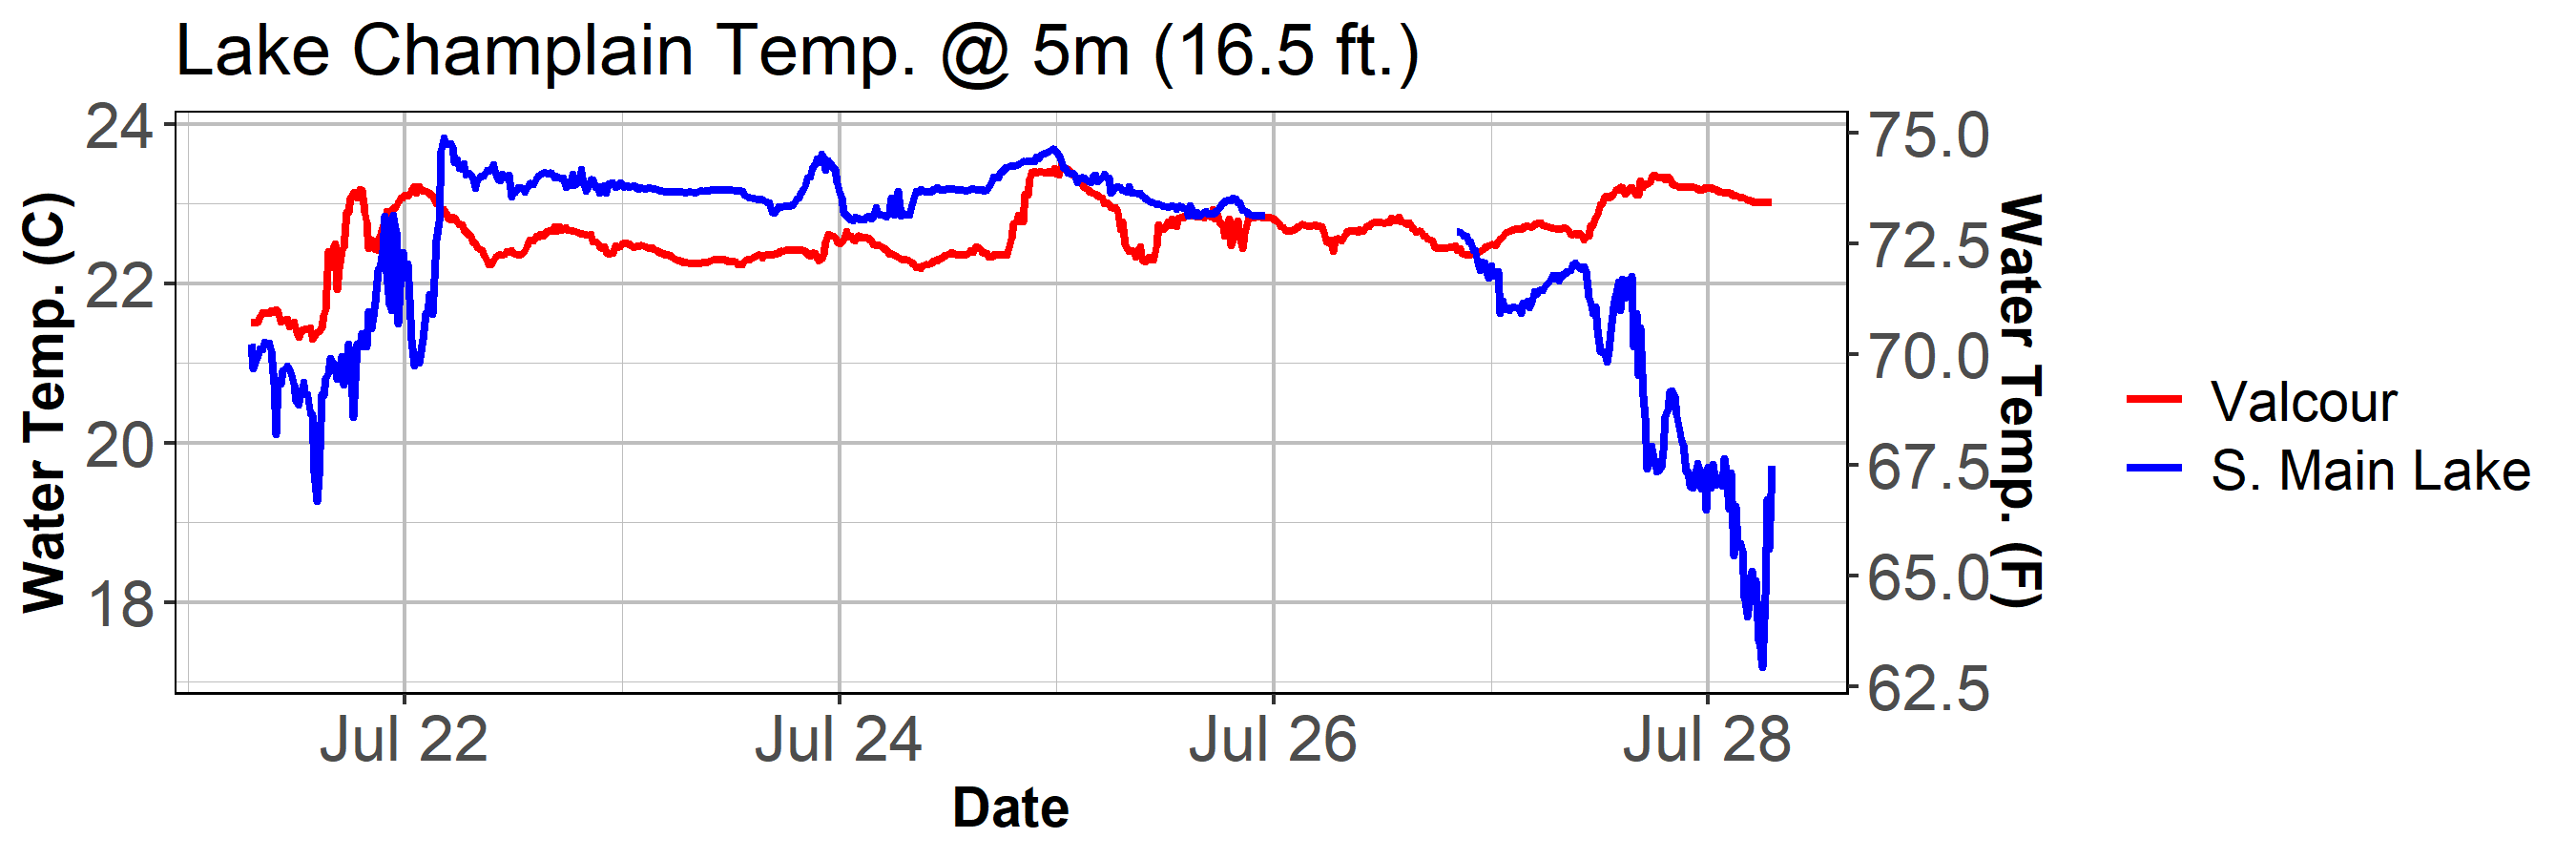 Lake Champlain Temp. @ 5m (16.5 ft.)
Water Temp. (C)
24
22
20
18
75.0
72.5
70.0
67.5
65.0
62.5
Water Temp. (F)
Jul 22
Jul 24
Jul 26
Jul 28
Date
Valcour
S. Main Lake